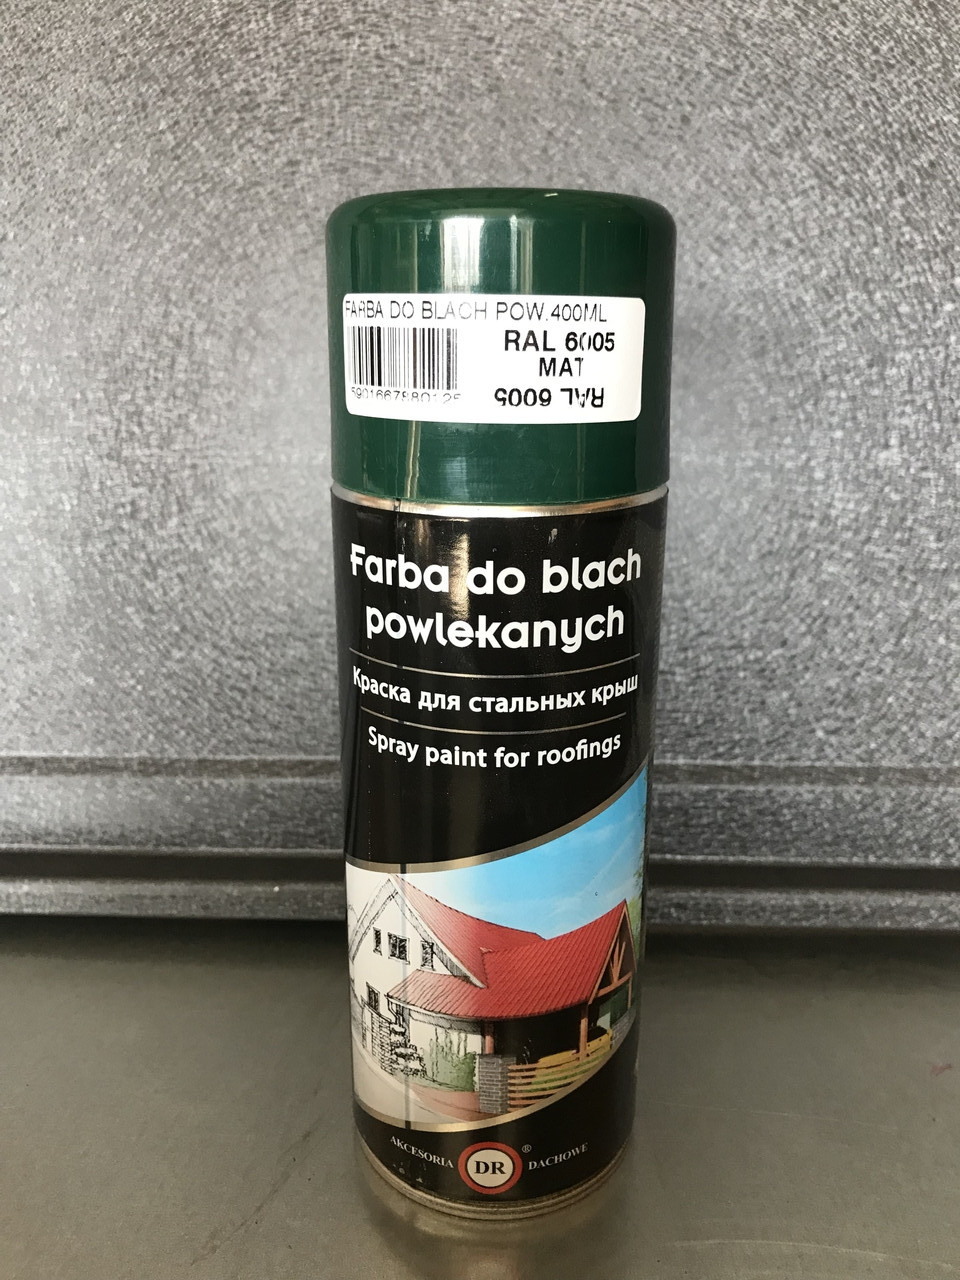 FARBA DO BLACH POW.400ML
RAL 6005
MAT
RAL 6005
Farba do blach
powlekanych
Краска для стальных крыш
Spray paint for roofings
AKCESORIA DR® DACHOWE